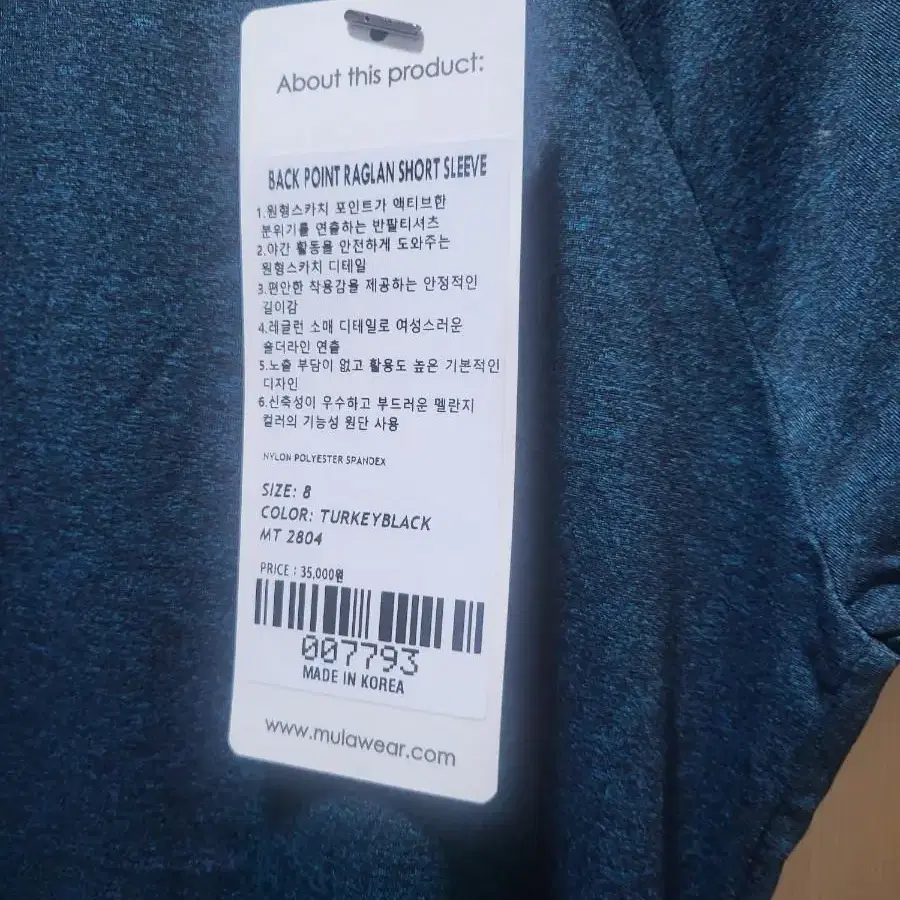 About this product:
BACK POINT RAGLAN SHORT SLEEVE
1.원형스카치 포인트가 액티브한
분위기를 연출하는 반팔티셔츠
2.야간 활동을 안전하게 도와주는
원형스카치 디테일
3.편안한 착용감을 제공하는 안정적인
길이감
4.레글런 소매 디테일로 여성스러운
숄더라인 연출
5.노출 부담이 없고 활용도 높은 기본적인
디자인
6.신축성이 우수하고 부드러운 멜란지
컬러의 기능성 원단 사용
NYLON POLYESTER SPANDEX
SIZE: 8
COLOR: TURKEYBLACK
MT 2804
PRICE : 35,000원
007793
MADE IN KOREA
www.mulawear.com